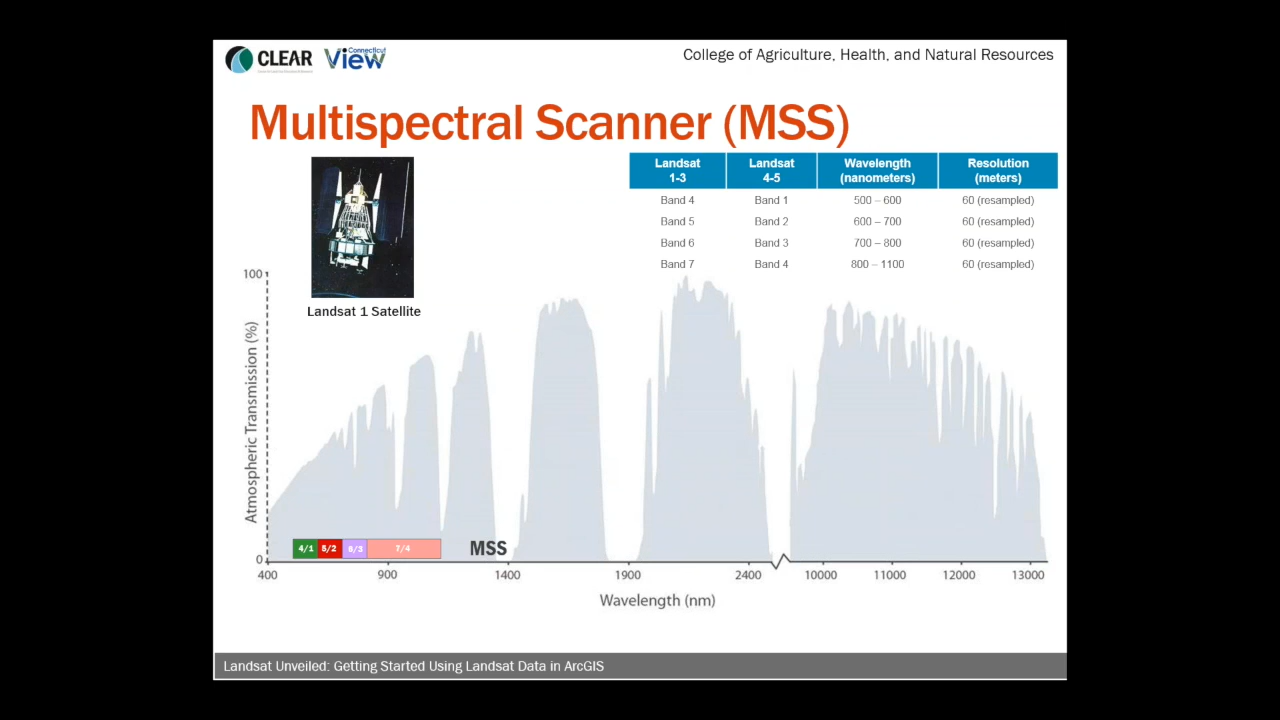 CLEAR
Connecticut
View
College of Agriculture, Health, and Natural Resources
Multispectral Scanner (MSS)
Landsat 1-3 Landsat 4-5 Wavelength (nanometers) Resolution (meters)
Band 4 Band 1 500 – 600 60 (resampled)
Band 5 Band 2 600 – 700 60 (resampled)
Band 6 Band 3 700 – 800 60 (resampled)
Band 7 Band 4 800 – 1100 60 (resampled)
Landsat 1 Satellite
100
Atmospheric Transmission (%)
4/1 5/2 6/3 7/4 MSS
0
400 900 1400 1900 2400 10000 11000 12000 13000
Wavelength (nm)
Landsat Unveiled: Getting Started Using Landsat Data in ArcGIS